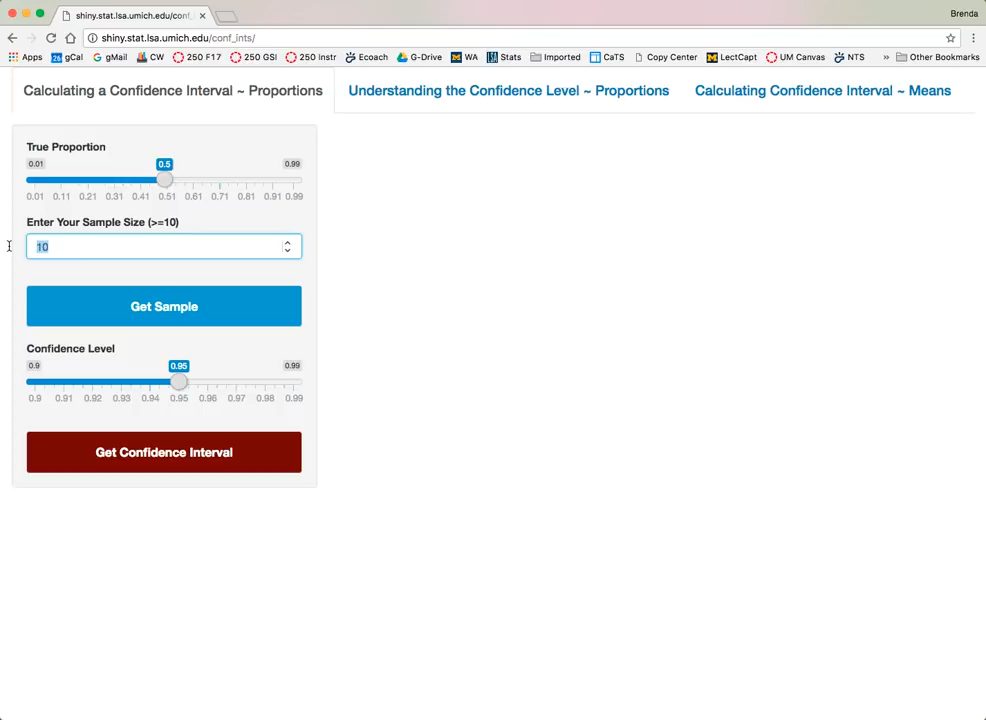 shiny.stat.lsa.umich.edu/conf_
Brenda
shiny.stat.lsa.umich.edu/conf_ints/
Apps 26 gCal G gMail CW 250 F17 250 GSI 250 Instr Ecoach G-Drive M WA Stats Imported CaTS Copy Center M LectCapt UM Canvas NTS » Other Bookmarks
Calculating a Confidence Interval ~ Proportions Understanding the Confidence Level ~ Proportions Calculating Confidence Interval ~ Means
True Proportion
0.01 0.5 0.99
0.01 0.11 0.21 0.31 0.41 0.51 0.61 0.71 0.81 0.91 0.99
Enter Your Sample Size (>=10)
10
Get Sample
Confidence Level
0.9 0.95 0.99
0.9 0.91 0.92 0.93 0.94 0.95 0.96 0.97 0.98 0.99
Get Confidence Interval